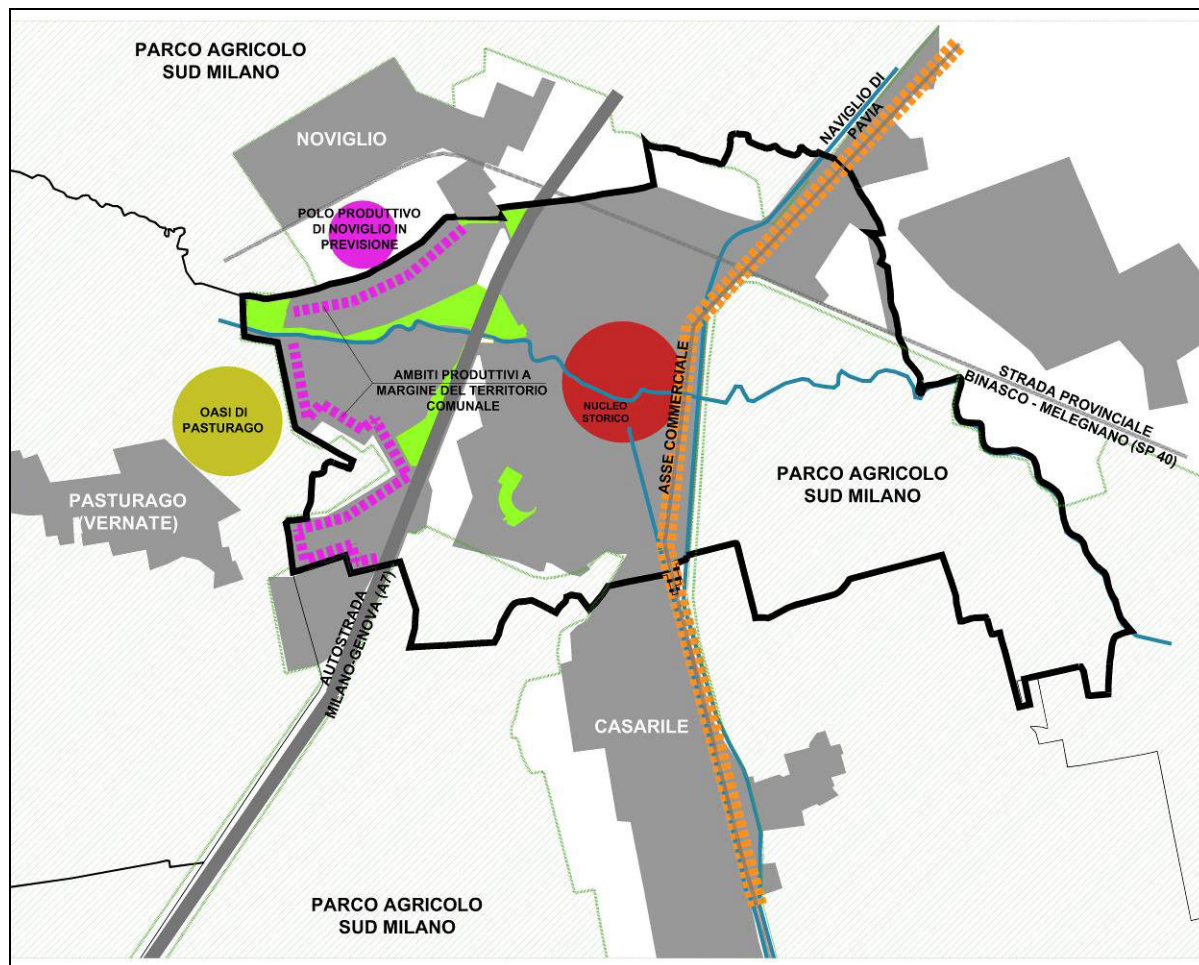 PARCO AGRICOLO
SUD MILANO
NAVIGLIO DI
PAVIA
NOVIGLIO
POLO PRODUTTIVO
DI NOVIGLIO IN
PREVISIONE
AMBITI PRODUTTIVI A
MARGINE DEL TERRITORIO
COMUNALE
OASI DI
PASTURAGO
NUCLEO
STORICO
ASSE COMMERCIALE
STRADA PROVINCIALE
BINASCO - MELEGNANO (SP 40)
PARCO AGRICOLO
SUD MILANO
PASTURAGO
(VERNATE)
AUTOSTRADA
MILANO-GENOVA (A7)
CASARILE
PARCO AGRICOLO
SUD MILANO